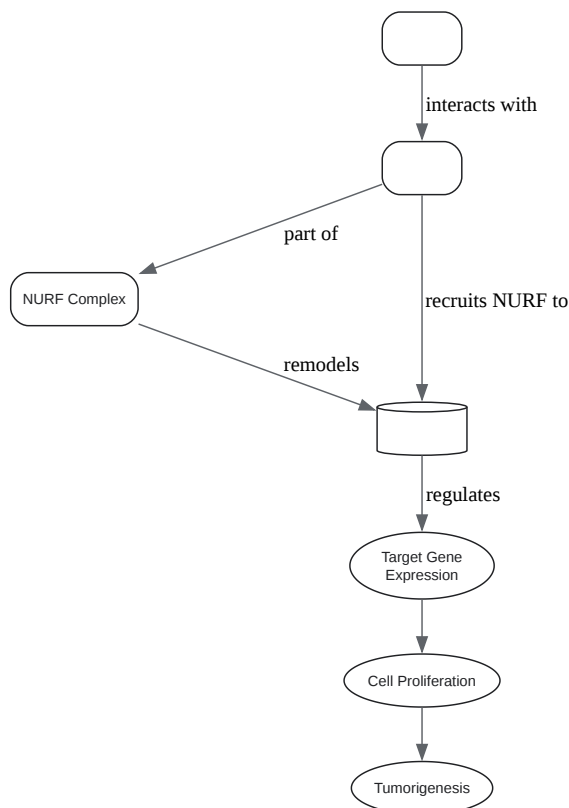 interacts with
part of
NURF Complex
recruits NURF to
remodels
regulates
Target Gene
Expression
Cell Proliferation
Tumorigenesis